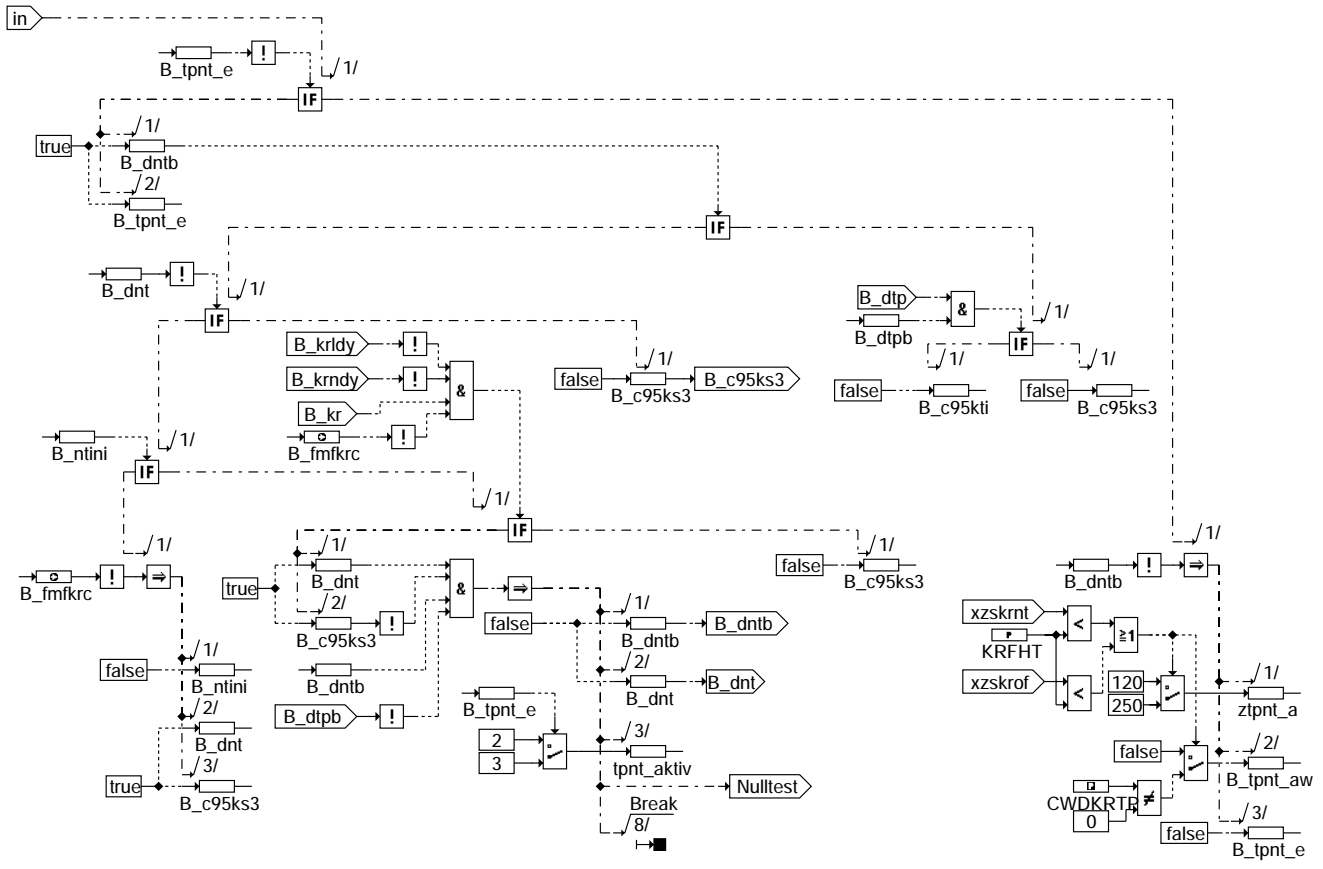 in
B_tpnt_e
!
1/
IF
1/
true
B_dntb
2/
B_tpnt_e
IF
B_dnt
!
1/
IF
B_dtp
B_dtpb
&
1/
IF
B_krldy
!
B_krndy
!
B_kr
B_fmfkrc
!
&
1/
false
B_c95ks3
B_c95ks3
1/
false
B_c95kti
1/
false
B_c95ks3
B_ntini
1/
IF
1/
IF
1/
B_fmfkrc
!
⇒
1/
false
B_ntini
2/
B_dnt
3/
true
B_c95ks3
1/
true
B_dnt
2/
B_c95ks3
!
B_dntb
B_dtpb
!
&
⇒
1/
false
B_dntb
B_dntb
2/
B_dnt
B_dnt
B_tpnt_e
2
3
3/
tpnt_aktiv
Nulltest
Break
8/
1/
false
B_c95ks3
1/
B_dntb
!
⇒
xzskrnt
<
KRFHT
≥1
xzskrof
<
120
250
1/
ztpnt_a
false
2/
B_tpnt_aw
CWDKRTP
≠
0
3/
false
B_tpnt_e